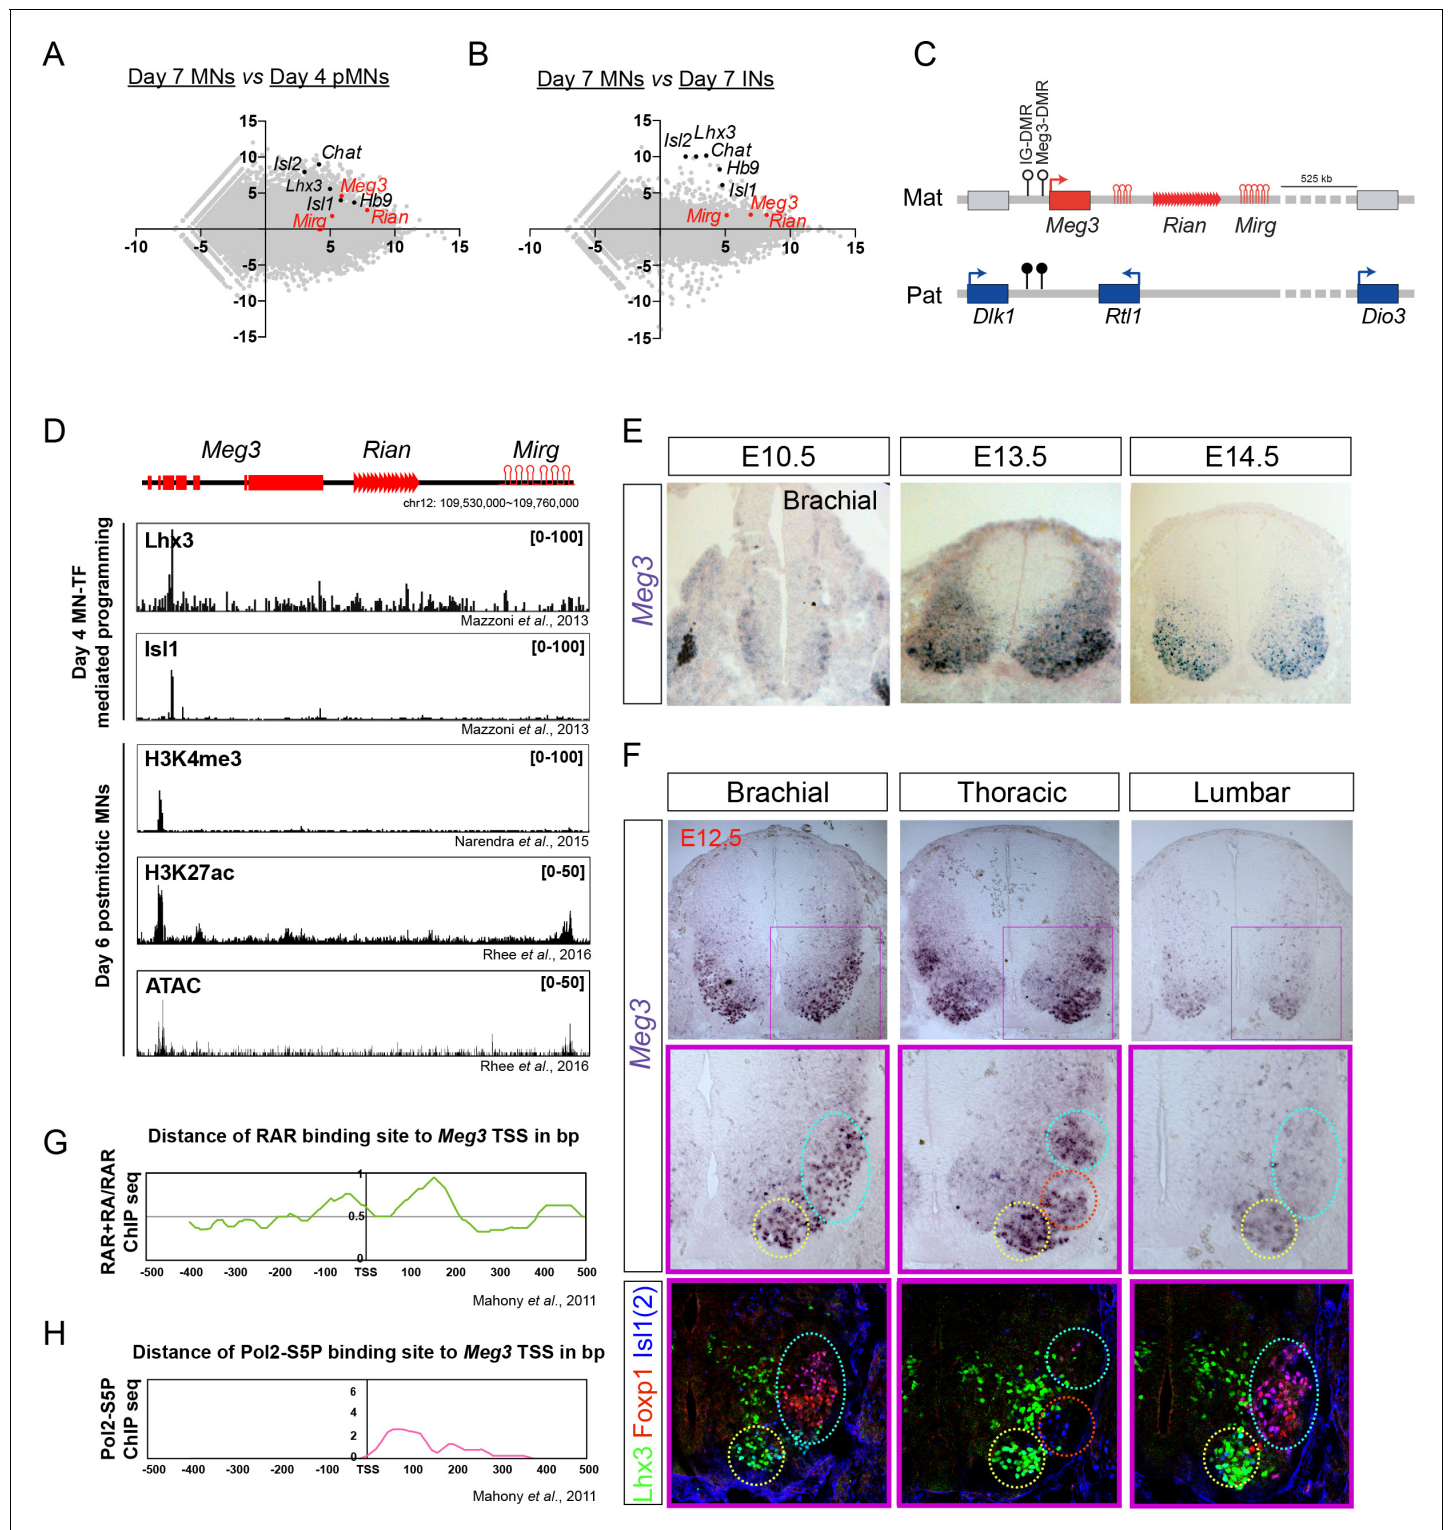 A
Day 7 MNs vs Day 4 pMNs
15
10
5
-5
-10
-15
-10
-5
5
10
15
Isl2
Chat
Lhx3
Meg3
Isl1
Hb9
Mirg
Rian
B
Day 7 MNs vs Day 7 INs
15
10
5
-5
-10
-15
-10
-5
5
10
15
Isl2
Lhx3
Chat
Hb9
Isl1
Mirg
Meg3
Rian
C
IG-DMR
Meg3-DMR
525 kb
Mat
Meg3
Rian
Mirg
Pat
Dlk1
Rtl1
Dio3
D
Meg3
Rian
Mirg
chr12: 109,530,000~109,760,000
Day 4 MN-TF
mediated programming
Lhx3
[0-100]
Mazzoni et al., 2013
Isl1
[0-100]
Mazzoni et al., 2013
Day 6 postmitotic MNs
H3K4me3
[0-100]
Narendra et al., 2015
H3K27ac
[0-50]
Rhee et al., 2016
ATAC
[0-50]
Rhee et al., 2016
E
E10.5
E13.5
E14.5
Meg3
Brachial
F
Brachial
Thoracic
Lumbar
Meg3
E12.5
Lhx3 Foxp1 Isl1(2)
G
Distance of RAR binding site to Meg3 TSS in bp
RAR+RA/RAR
ChIP seq
1
0.5
0
-500 -400 -300 -200 -100 TSS 100 200 300 400 500
Mahony et al., 2011
H
Distance of Pol2-S5P binding site to Meg3 TSS in bp
Pol2-S5P
ChIP seq
6
4
2
0
-500 -400 -300 -200 -100 TSS 100 200 300 400 500
Mahony et al., 2011